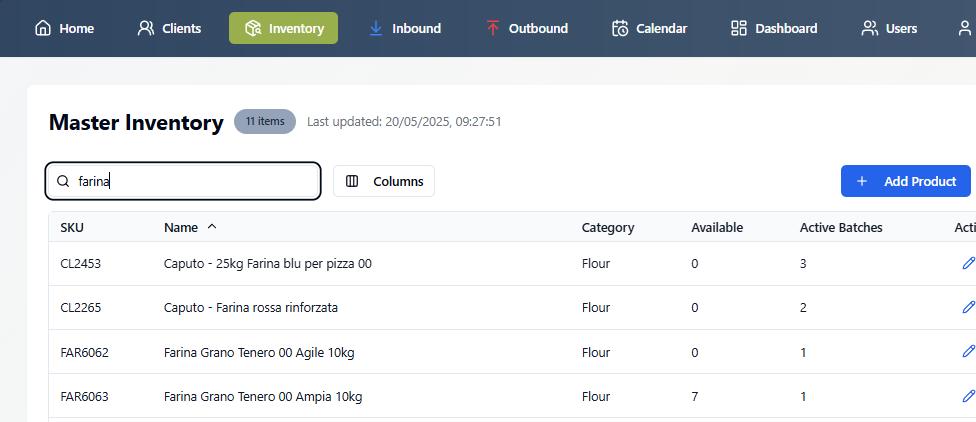 Home Clients Inventory Inbound Outbound Calendar Dashboard Users
Master Inventory 11 items Last updated: 20/05/2025, 09:27:51
farina Columns + Add Product
SKU Name Category Available Active Batches Acti
CL2453 Caputo - 25kg Farina blu per pizza 00 Flour 0 3
CL2265 Caputo - Farina rossa rinforzata Flour 0 2
FAR6062 Farina Grano Tenero 00 Agile 10kg Flour 0 1
FAR6063 Farina Grano Tenero 00 Ampia 10kg Flour 7 1